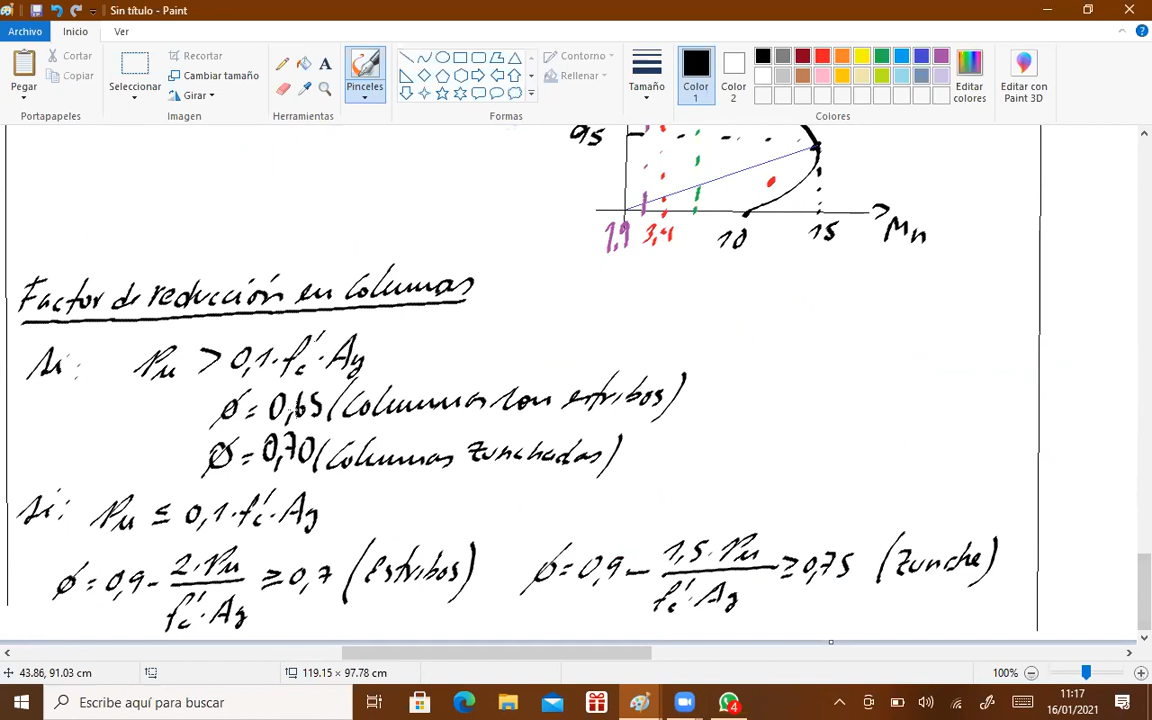 Sin título - Paint
Archivo Inicio Ver
Pegar
Cortar
Copiar
Portapapeles
Seleccionar
Recortar
Cambiar tamaño
Girar
Imagen
A
Herramientas
Pinceles
Contorno
Rellenar
Formas
Tamaño
Color 1
Color 2
Colores
Editar colores
Editar con Paint 3D
95
1.9 3,4 10 15 Mn
Factor de reducción en columnas
Si: Pu > 0,1·f'c·Ag
ø = 0,65 (Columnas con estribos)
ø = 0,70 (Columnas zunchadas)
Si: Pu ≤ 0,1·f'c·Ag
ø = 0,9 - 2·Pu / f'c·Ag ≥ 0,7 (Estribos) ø = 0,9 - 1,5·Pu / f'c·Ag ≥ 0,75 (Zunche)
43.86, 91.03 cm 119.15 × 97.78 cm 100%
Escribe aquí para buscar
4
11:17
16/01/2021